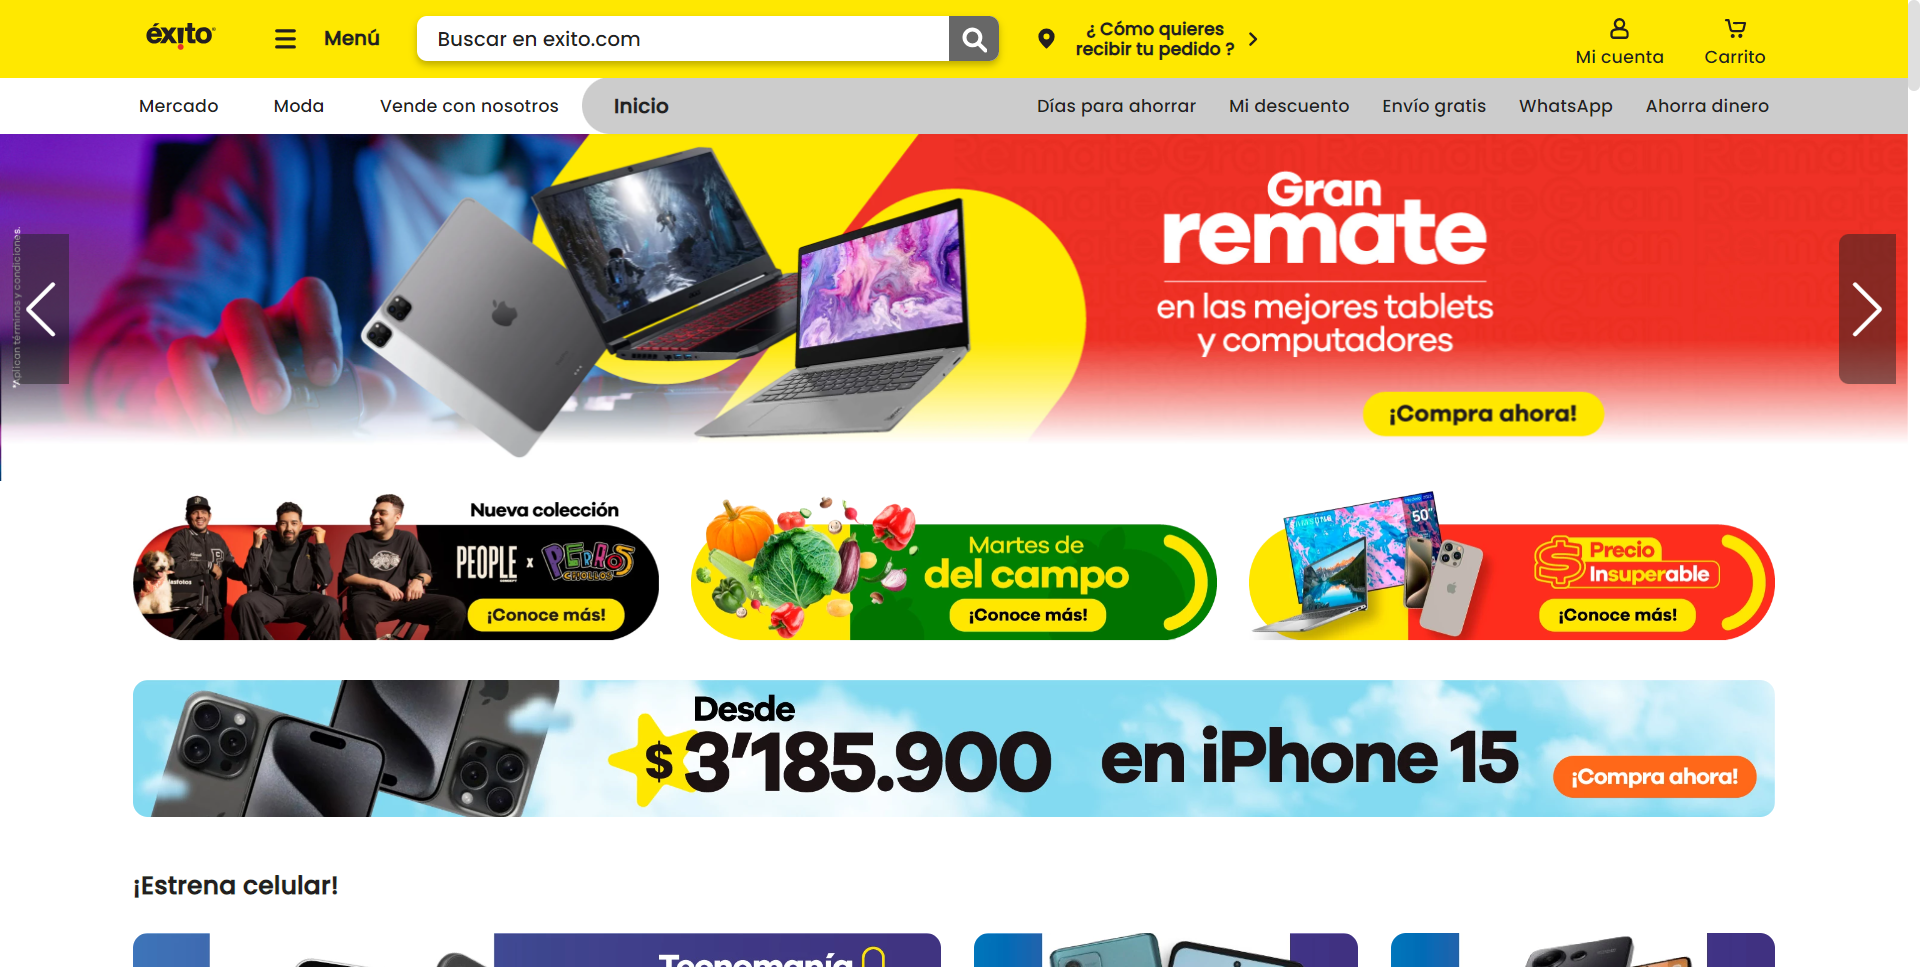 éxito
Menú
Buscar en exito.com
¿ Cómo quieres
recibir tu pedido ?
Mi cuenta
Carrito
Mercado
Moda
Vende con nosotros
Inicio
Días para ahorrar
Mi descuento
Envío gratis
WhatsApp
Ahorra dinero
*Aplican términos y condiciones.
Gran
remate
en las mejores tablets
y computadores
¡Compra ahora!
Nueva colección
PEOPLE x PERROS
CRIOLLOS
¡Conoce más!
Martes de
del campo
¡Conoce más!
SAMSUNG
50"
Precio
Insuperable
¡Conoce más!
Desde
$ 3'185.900 en iPhone 15
¡Compra ahora!
¡Estrena celular!
Tecnomanía